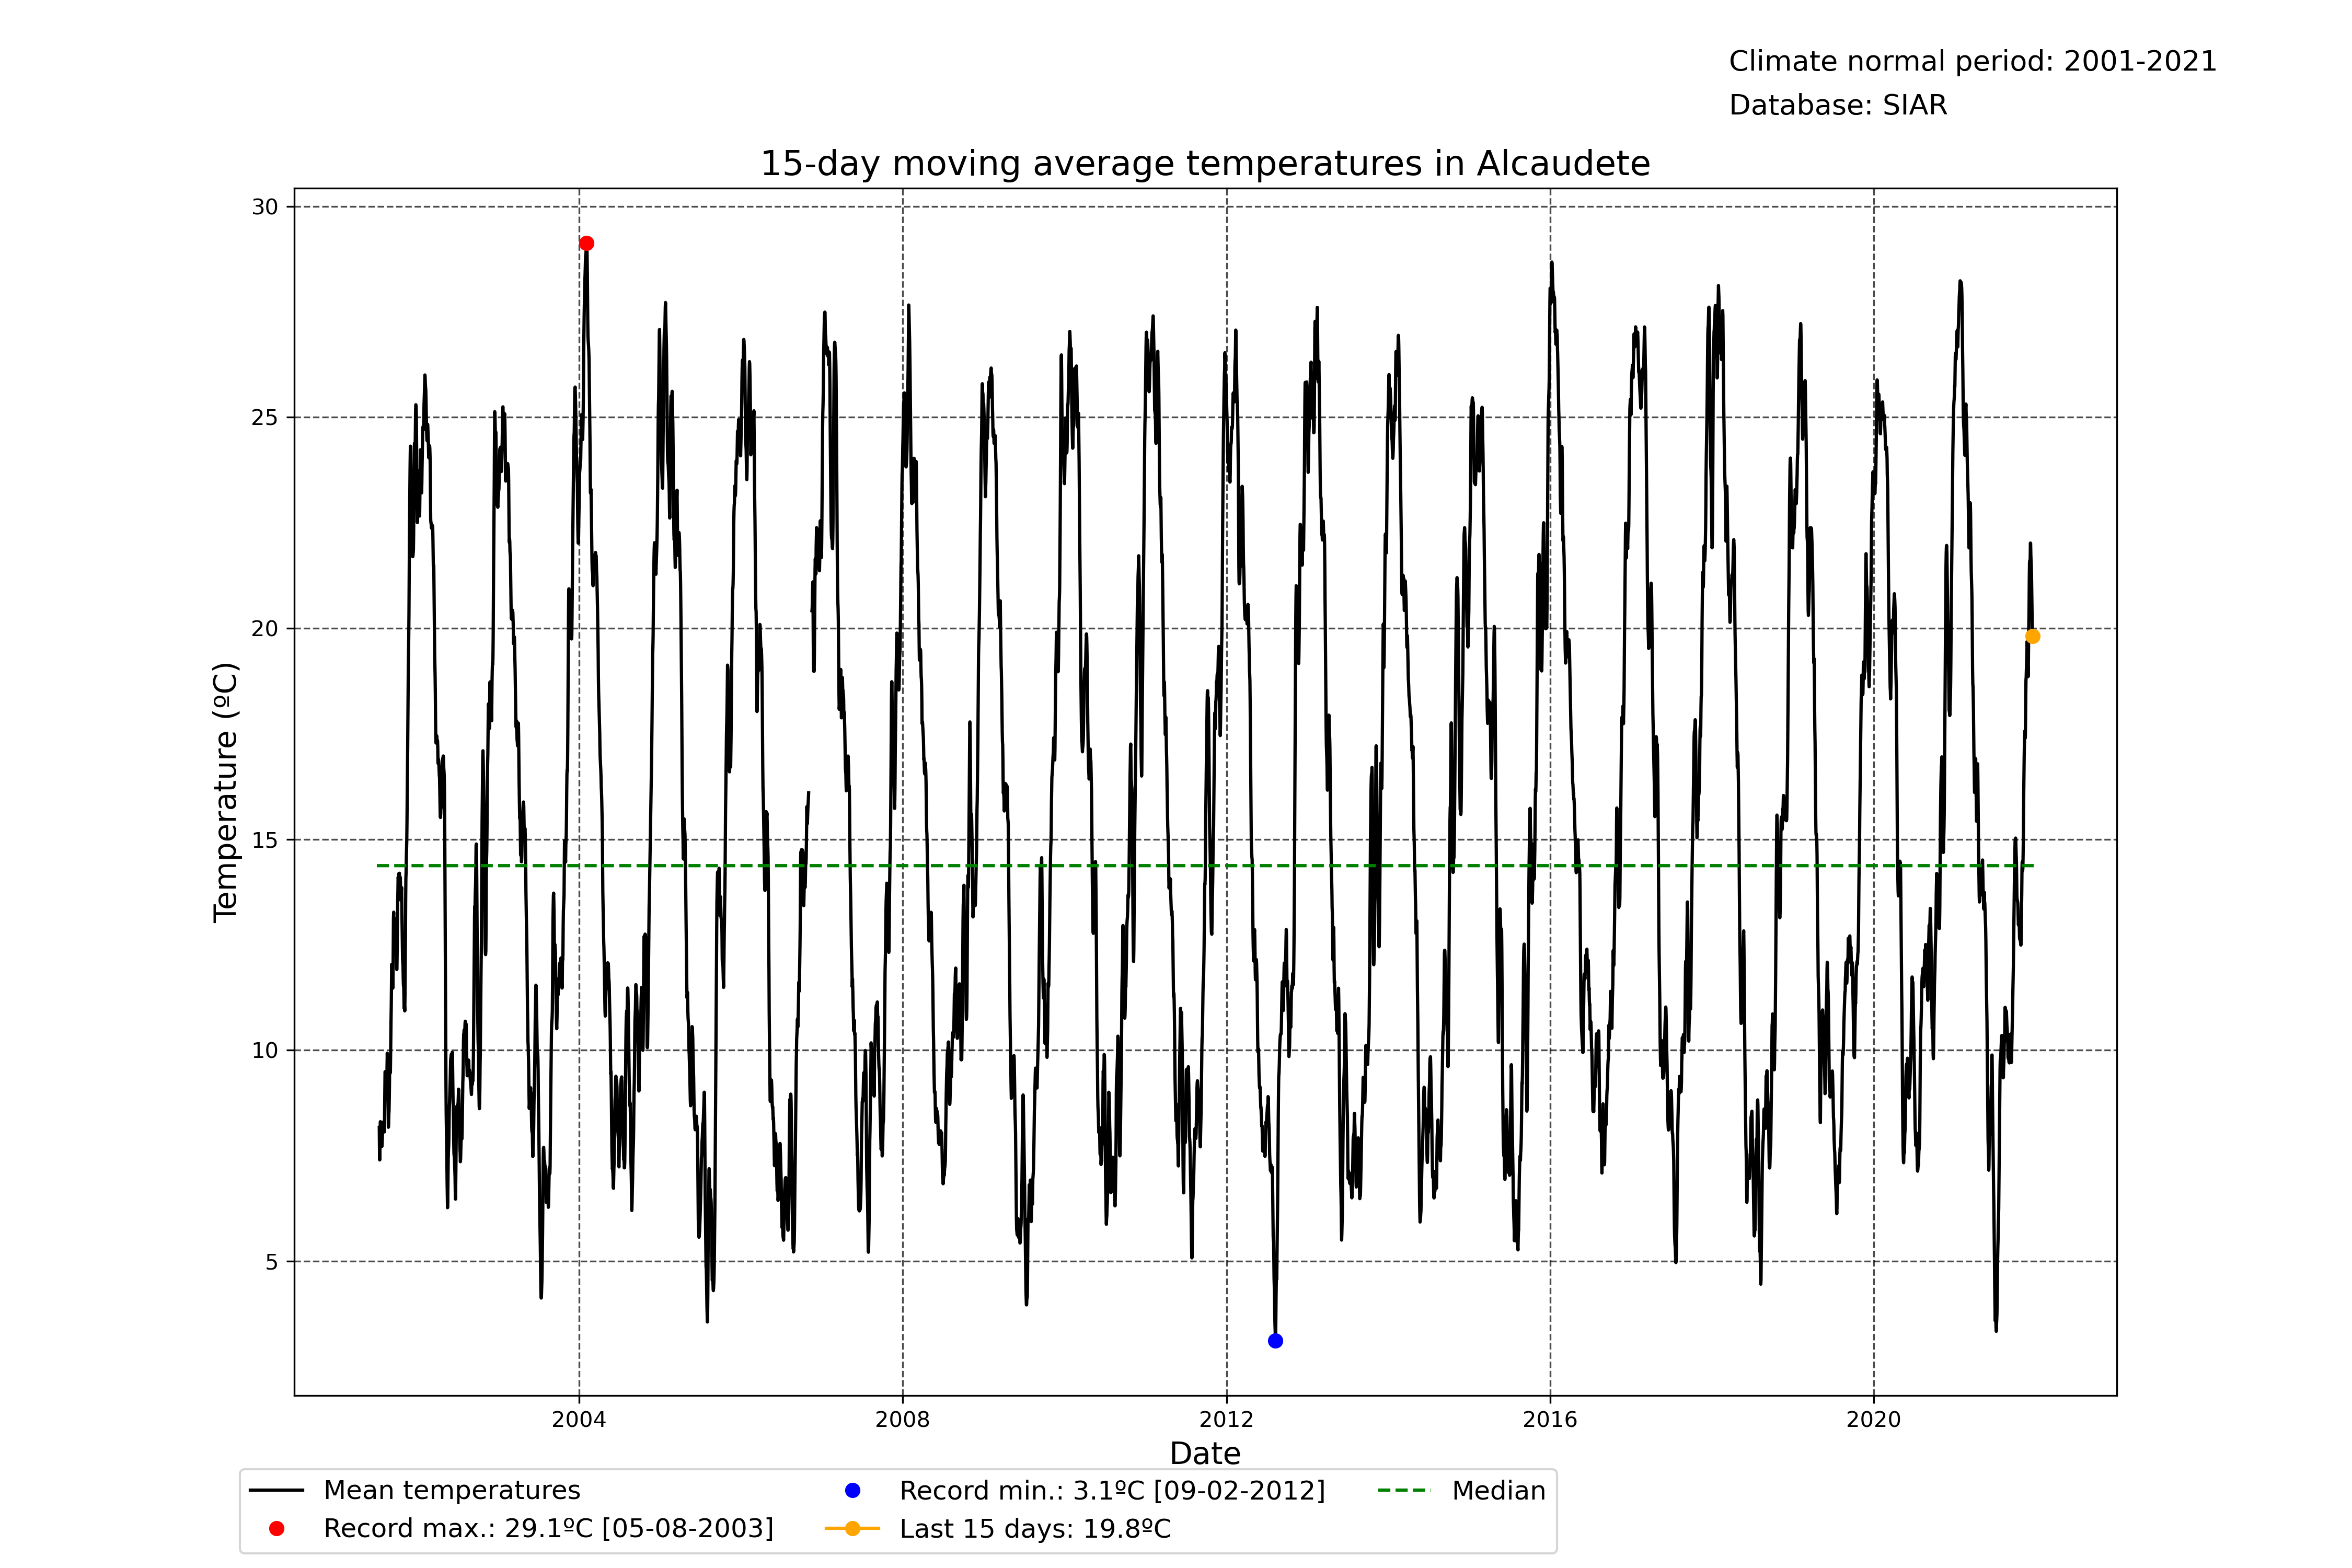 Climate normal period: 2001-2021
Database: SIAR
15-day moving average temperatures in Alcaudete
30
25
20
15
10
5
Temperature (ºC)
2004 2008 2012 2016 2020
Date
Mean temperatures
Record max.: 29.1ºC [05-08-2003]
Record min.: 3.1ºC [09-02-2012]
Last 15 days: 19.8ºC
Median